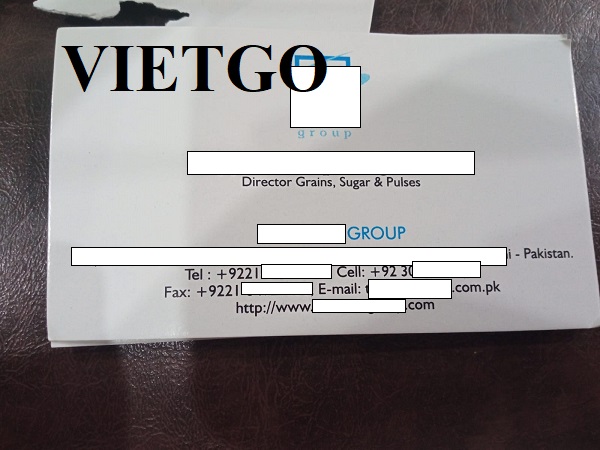 VIETGO
group
Director Grains, Sugar & Pulses
GROUP
i - Pakistan.
Tel : +9221 Cell: +92 30
Fax: +9221 E-mail: t .com.pk
http://www. .com